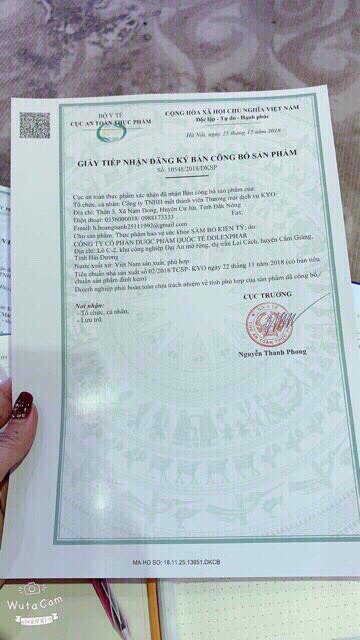 BỘ Y TẾ
CỤC AN TOÀN THỰC PHẨM
CỘNG HÒA XÃ HỘI CHỦ NGHĨA VIỆT NAM
Độc lập - Tự do - Hạnh phúc
Hà Nội, ngày 25 tháng 12 năm 2018
GIẤY TIẾP NHẬN ĐĂNG KÝ BẢN CÔNG BỐ SẢN PHẨM
Số: 10548/2018/ĐKSP
Cục an toàn thực phẩm xác nhận đã nhận Bản công bố sản phẩm của:
Tổ chức, cá nhân: Công ty TNHH một thành viên Thương mại dịch vụ KYO
Địa chỉ: Thôn 3, Xã Nam Dong, Huyện Cư Jút, Tỉnh Đắk Nông
Điện thoại: 0356000018/ 0988173333 Fax.
Email: h.hoangoanh251119926@gmail.com
Cho sản phẩm: Thực phẩm bảo vệ sức khỏe SÂM BỔ KIỆN TỲ; do:
CÔNG TY CỔ PHẦN DƯỢC PHẨM QUỐC TẾ DOLEXPHAR
Địa chỉ: Lô C-2, khu công nghiệp Đại An mở rộng, thị trấn Lai Cách, huyện Cẩm Giàng,
Tỉnh Hải Dương
Nước xuất xứ: Việt Nam sản xuất, phù hợp
Tiêu chuẩn nhà sản xuất số 02/2018/TCSP- KYO ngày 22 tháng 11 năm 2018 (có bản tiêu
chuẩn sản phẩm đính kèm)
Doanh nghiệp phải hoàn toàn chịu trách nhiệm về tính phù hợp của sản phẩm đã công bố./.
Nơi nhận:
- Tổ chức, cá nhân;
- Lưu trữ.
CỤC TRƯỞNG
Nguyễn Thanh Phong
MA HO SO: 18.11.25.13951.DKCB
WutaCam